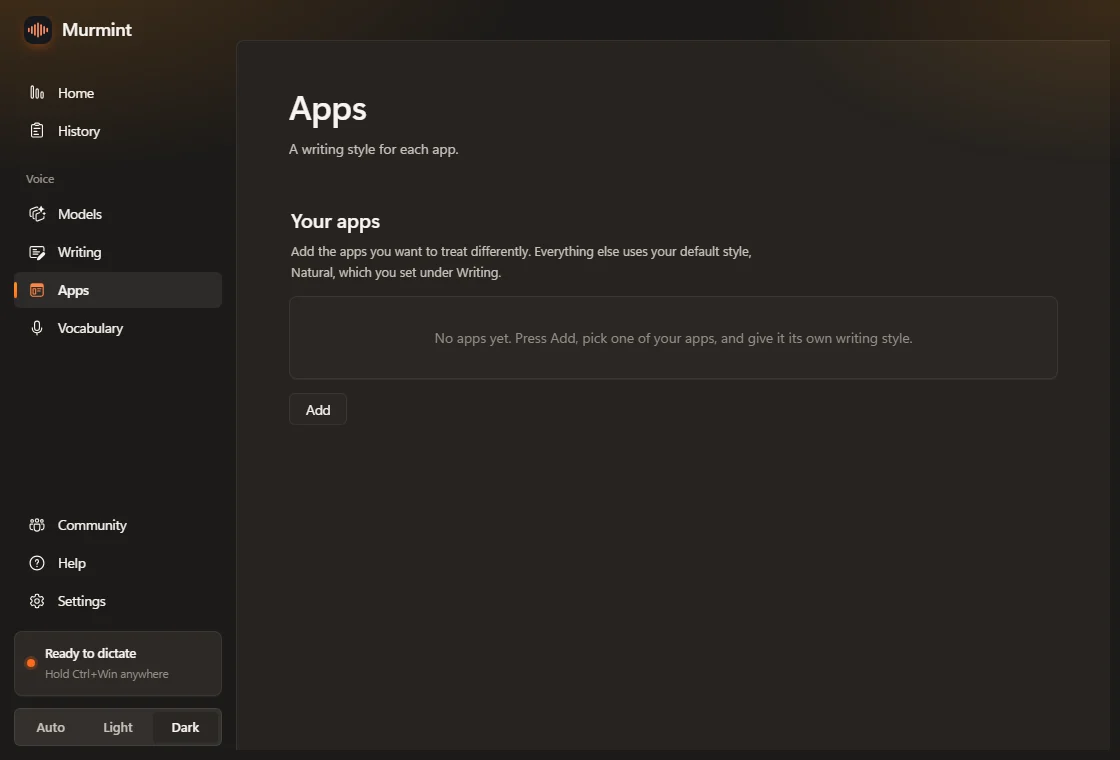 Murmint
Home
History
Voice
Models
Writing
Apps
Vocabulary
Community
Help
Settings
Ready to dictate
Hold Ctrl+Win anywhere
Auto Light Dark
Apps
A writing style for each app.
Your apps
Add the apps you want to treat differently. Everything else uses your default style,
Natural, which you set under Writing.
No apps yet. Press Add, pick one of your apps, and give it its own writing style.
Add